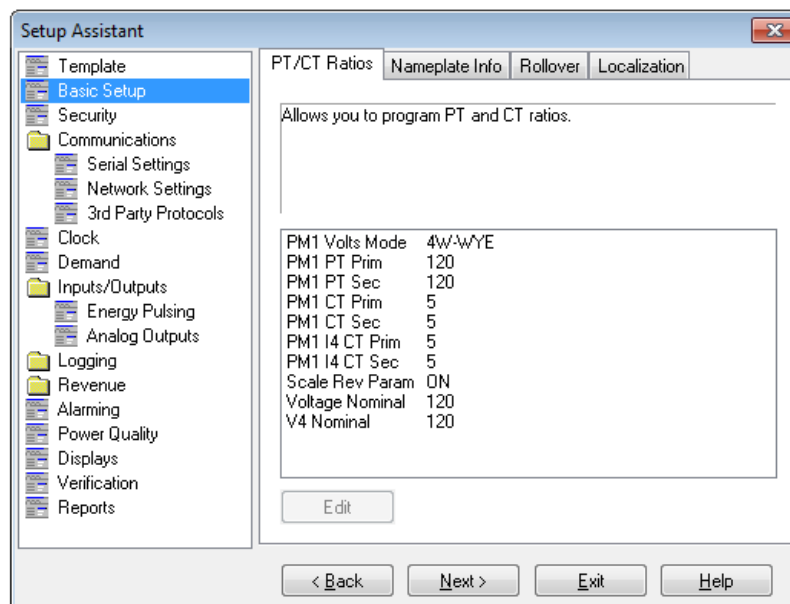 Setup Assistant
Template
Basic Setup
Security
Communications
Serial Settings
Network Settings
3rd Party Protocols
Clock
Demand
Inputs/Outputs
Energy Pulsing
Analog Outputs
Logging
Revenue
Alarming
Power Quality
Displays
Verification
Reports
PT/CT Ratios Nameplate Info Rollover Localization
Allows you to program PT and CT ratios.
PM1 Volts Mode 4W-WYE
PM1 PT Prim 120
PM1 PT Sec 120
PM1 CT Prim 5
PM1 CT Sec 5
PM1 I4 CT Prim 5
PM1 I4 CT Sec 5
Scale Rev Param ON
Voltage Nominal 120
V4 Nominal 120
Edit
< Back Next > Exit Help